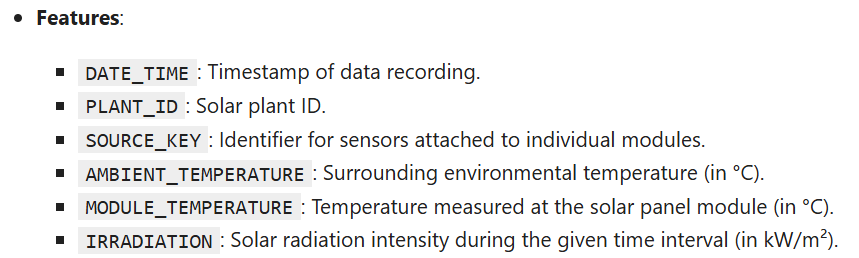 • Features:
▪ DATE_TIME : Timestamp of data recording.
▪ PLANT_ID : Solar plant ID.
▪ SOURCE_KEY : Identifier for sensors attached to individual modules.
▪ AMBIENT_TEMPERATURE : Surrounding environmental temperature (in °C).
▪ MODULE_TEMPERATURE : Temperature measured at the solar panel module (in °C).
▪ IRRADIATION : Solar radiation intensity during the given time interval (in kW/m²).